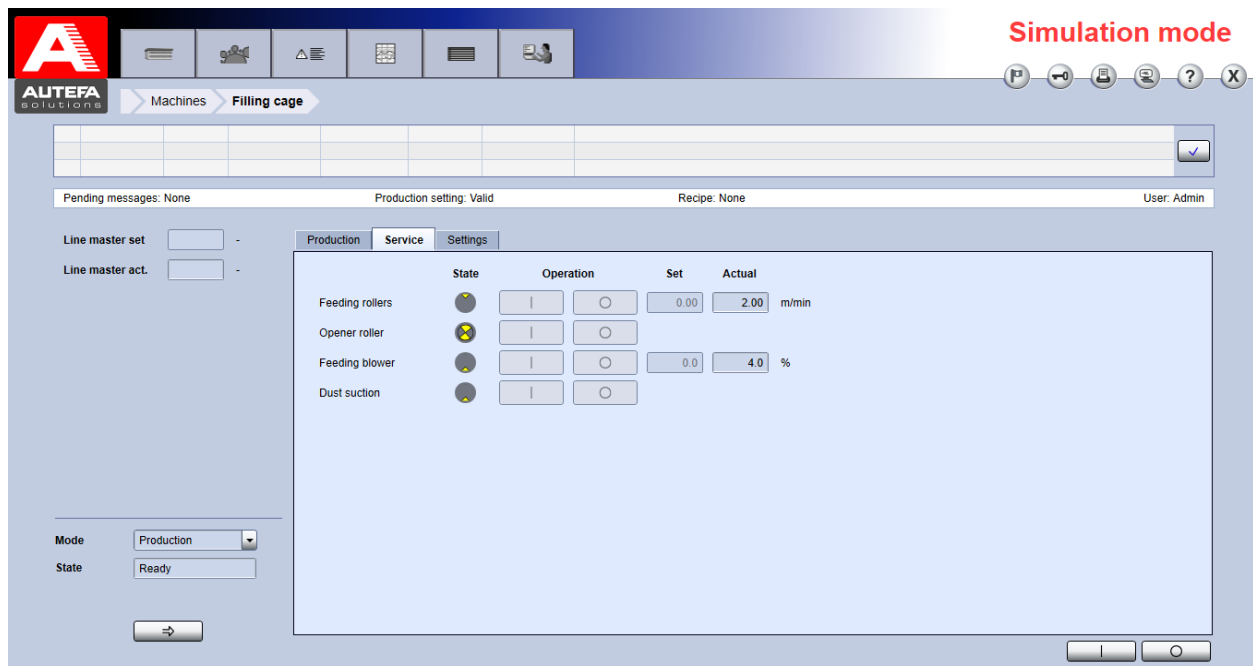 Simulation mode
AUTEFA
solutions
Machines
Filling cage
Pending messages: None
Production setting: Valid
Recipe: None
User: Admin
Line master set
-
Line master act.
-
Production
Service
Settings
State
Operation
Set
Actual
Feeding rollers
0.00
2.00
m/min
Opener roller
Feeding blower
0.0
4.0
%
Dust suction
Mode
Production
State
Ready
?
X